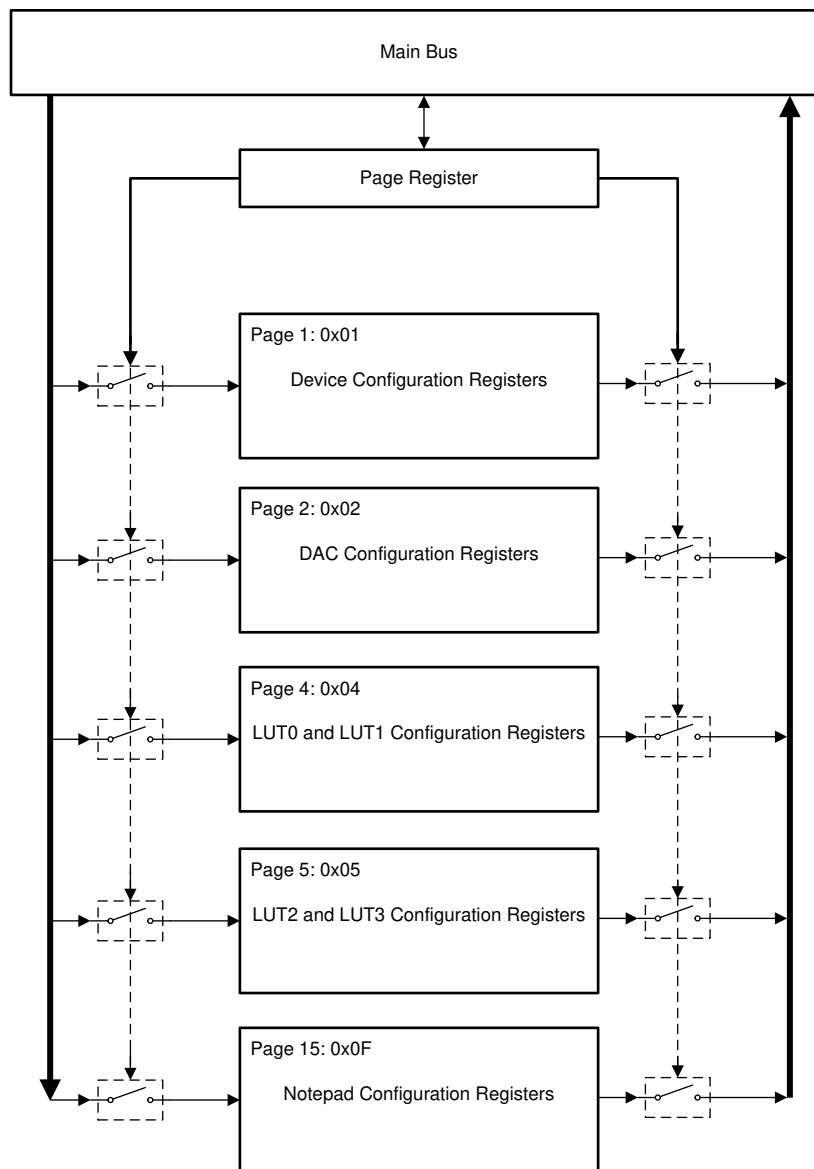 Main Bus
Page Register
Page 1: 0x01
Device Configuration Registers
Page 2: 0x02
DAC Configuration Registers
Page 4: 0x04
LUT0 and LUT1 Configuration Registers
Page 5: 0x05
LUT2 and LUT3 Configuration Registers
Page 15: 0x0F
Notepad Configuration Registers